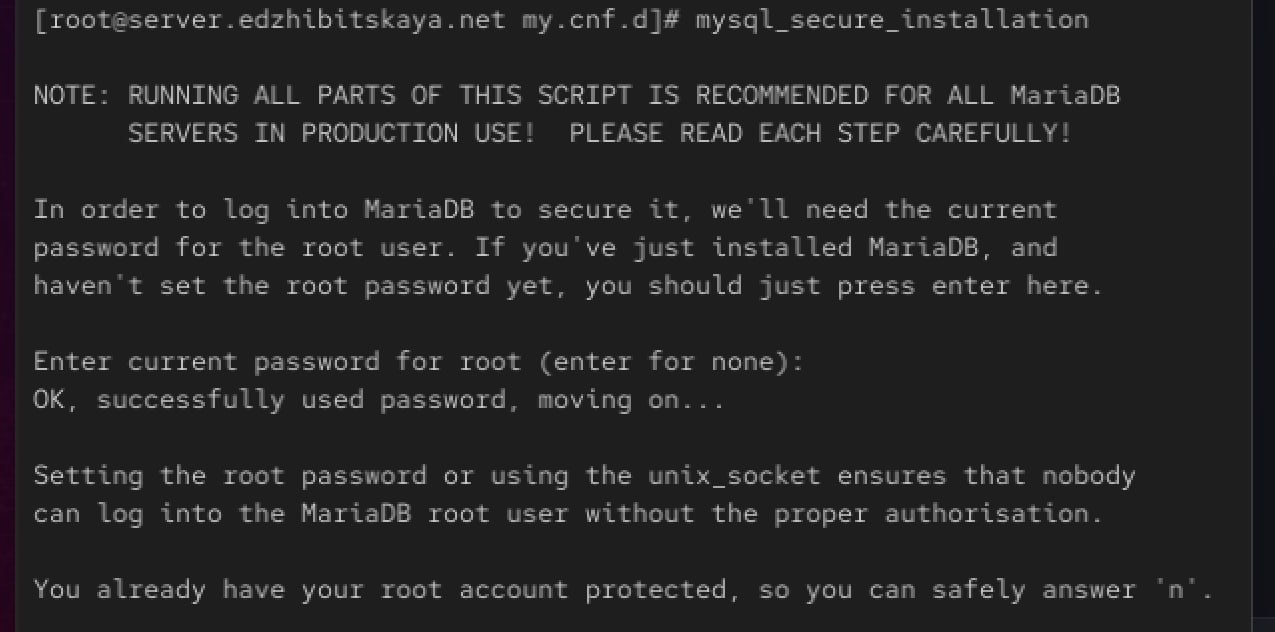 [root@server.edzhibitskaya.net my.cnf.d]# mysql_secure_installation
NOTE: RUNNING ALL PARTS OF THIS SCRIPT IS RECOMMENDED FOR ALL MariaDB
SERVERS IN PRODUCTION USE!  PLEASE READ EACH STEP CAREFULLY!
In order to log into MariaDB to secure it, we'll need the current
password for the root user. If you've just installed MariaDB, and
haven't set the root password yet, you should just press enter here.
Enter current password for root (enter for none):
OK, successfully used password, moving on...
Setting the root password or using the unix_socket ensures that nobody
can log into the MariaDB root user without the proper authorisation.
You already have your root account protected, so you can safely answer 'n'.